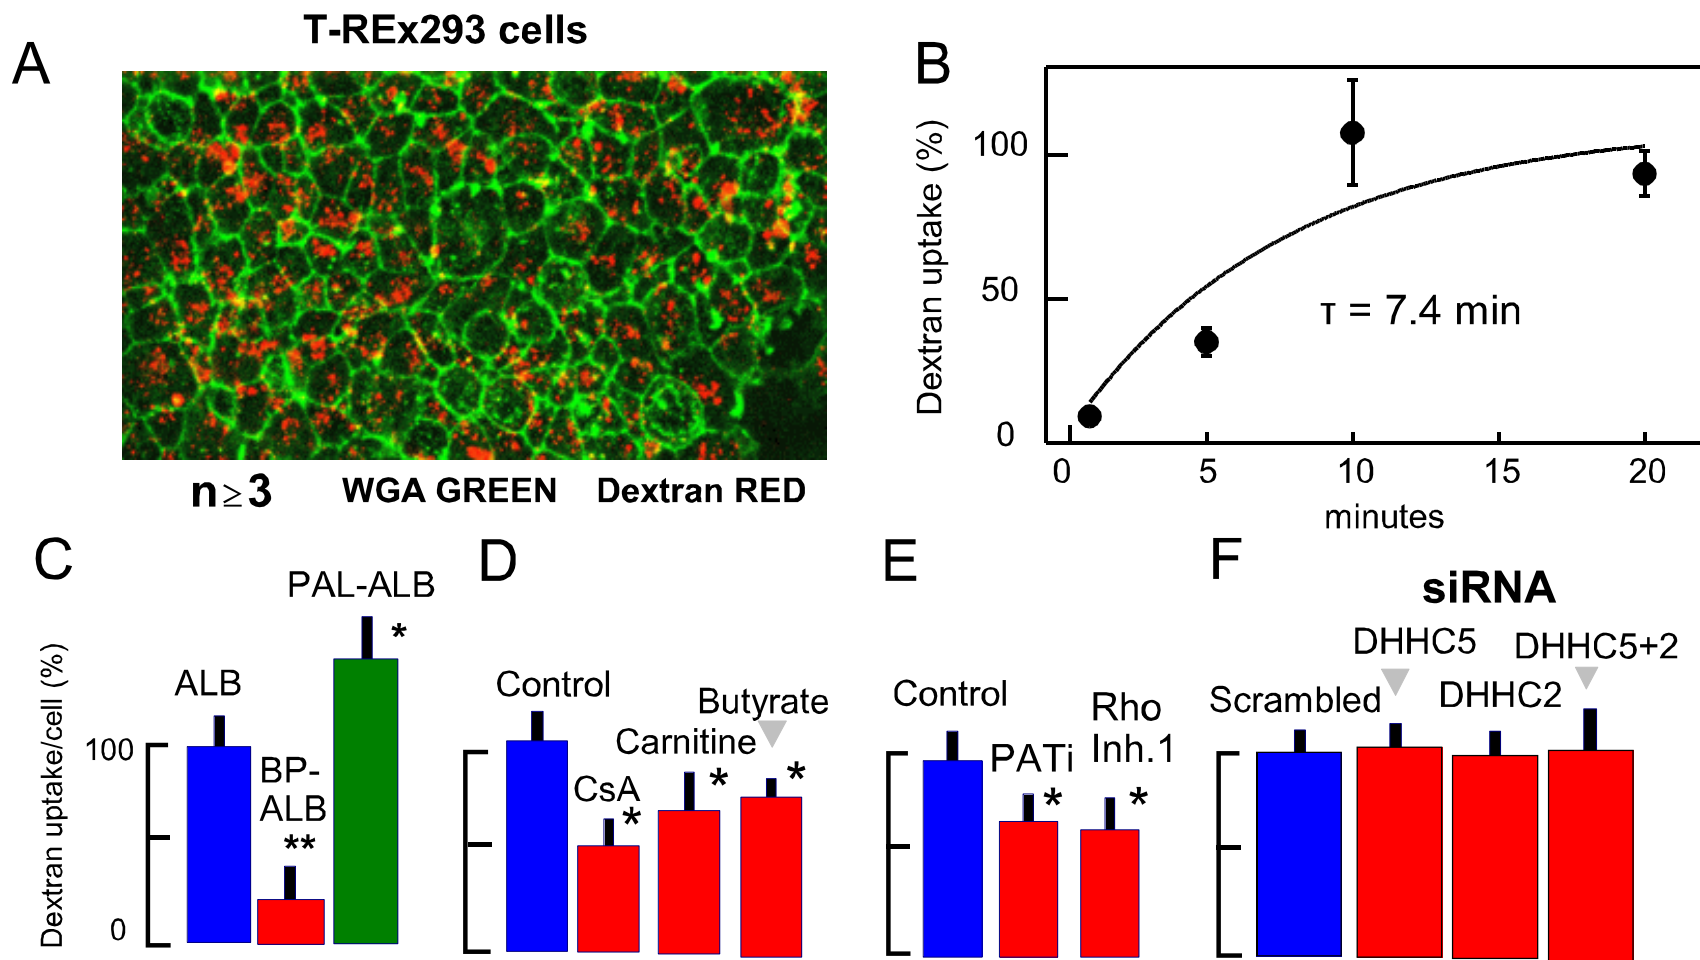 T-REx293 cells
A
n≥3
WGA GREEN
Dextran RED
B
Dextran uptake (%)
100
50
0
τ = 7.4 min
0
5
10
15
20
minutes
C
Dextran uptake/cell (%)
100
0
ALB
BP-
ALB
**
PAL-ALB
*
D
Control
CsA
*
Carnitine
*
Butyrate
*
E
Control
PATi
*
Rho
Inh.1
*
F
siRNA
Scrambled
DHHC5
DHHC2
DHHC5+2